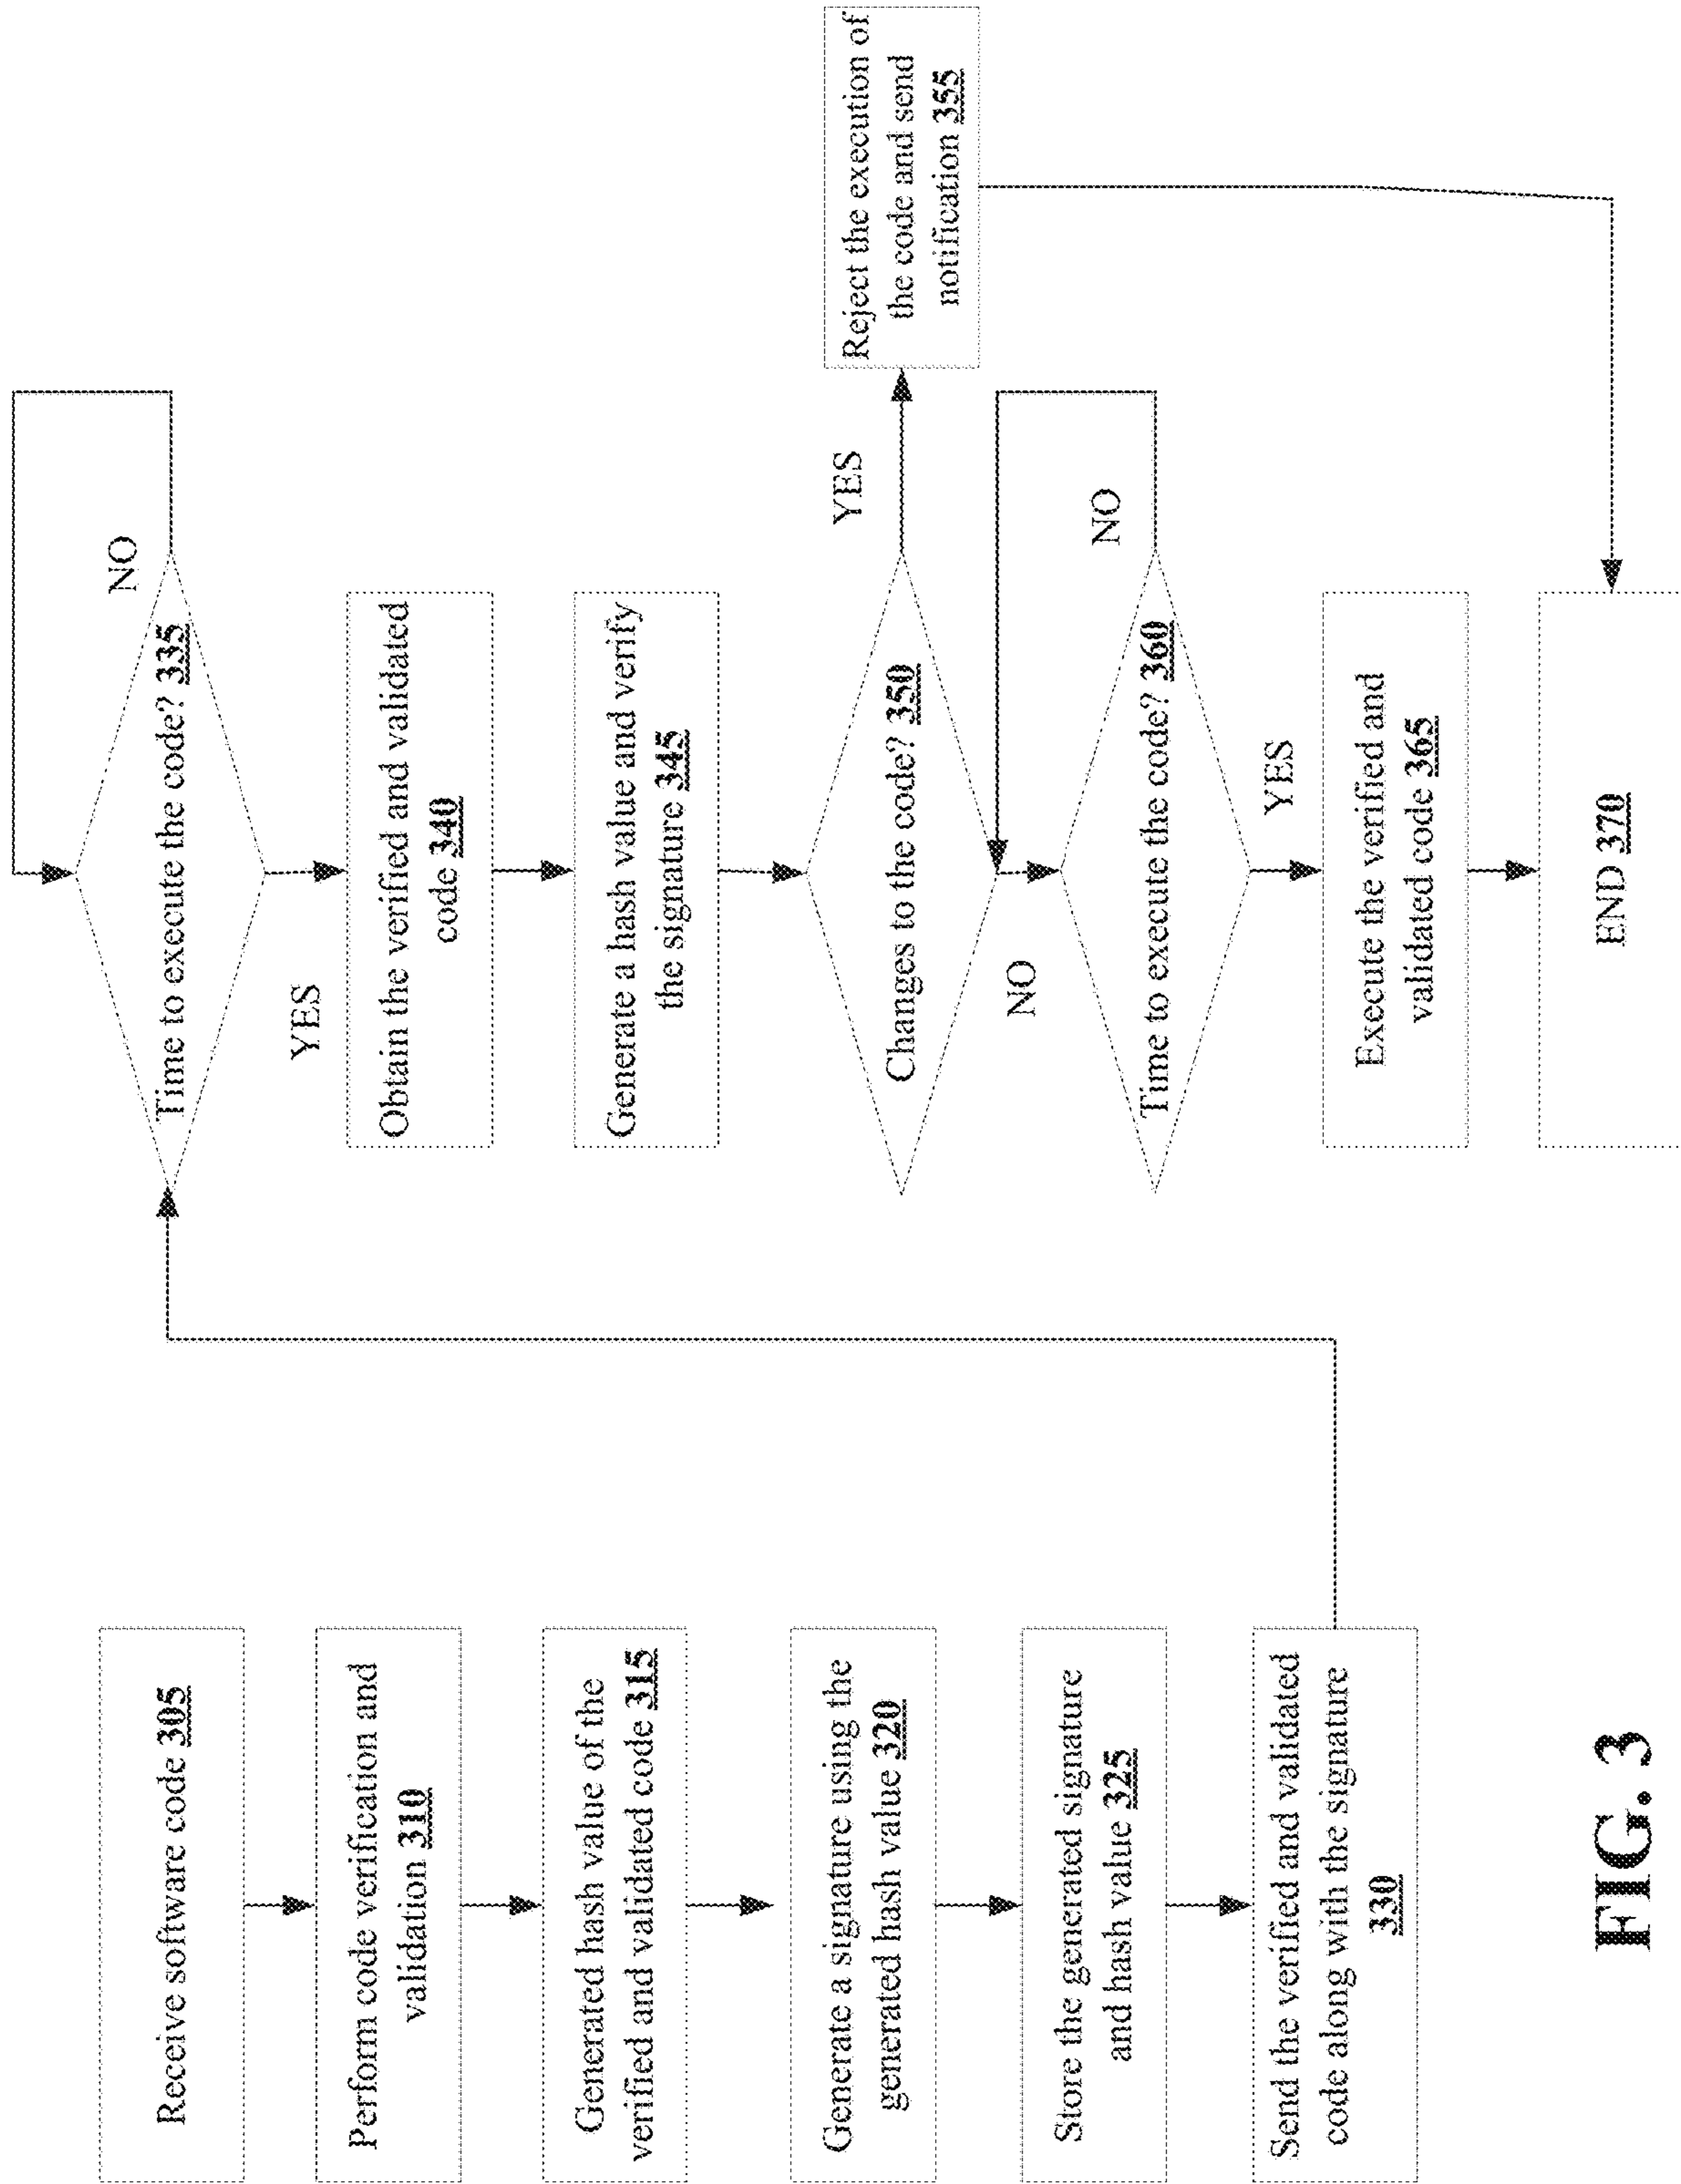 Receive software code 305
Perform code verification and
validation 310
Generated hash value of the
verified and validated code 315
Generate a signature using the
generated hash value 320
Store the generated signature
and hash value 325
Send the verified and validated
code along with the signature
330
Time to execute the code? 335
NO
YES
Obtain the verified and validated
code 340
Generate a hash value and verify
the signature 345
Changes to the code? 350
YES
Reject the execution of
the code and send
notification 355
NO
Time to execute the code? 360
NO
YES
Execute the verified and
validated code 365
END 370
FIG. 3